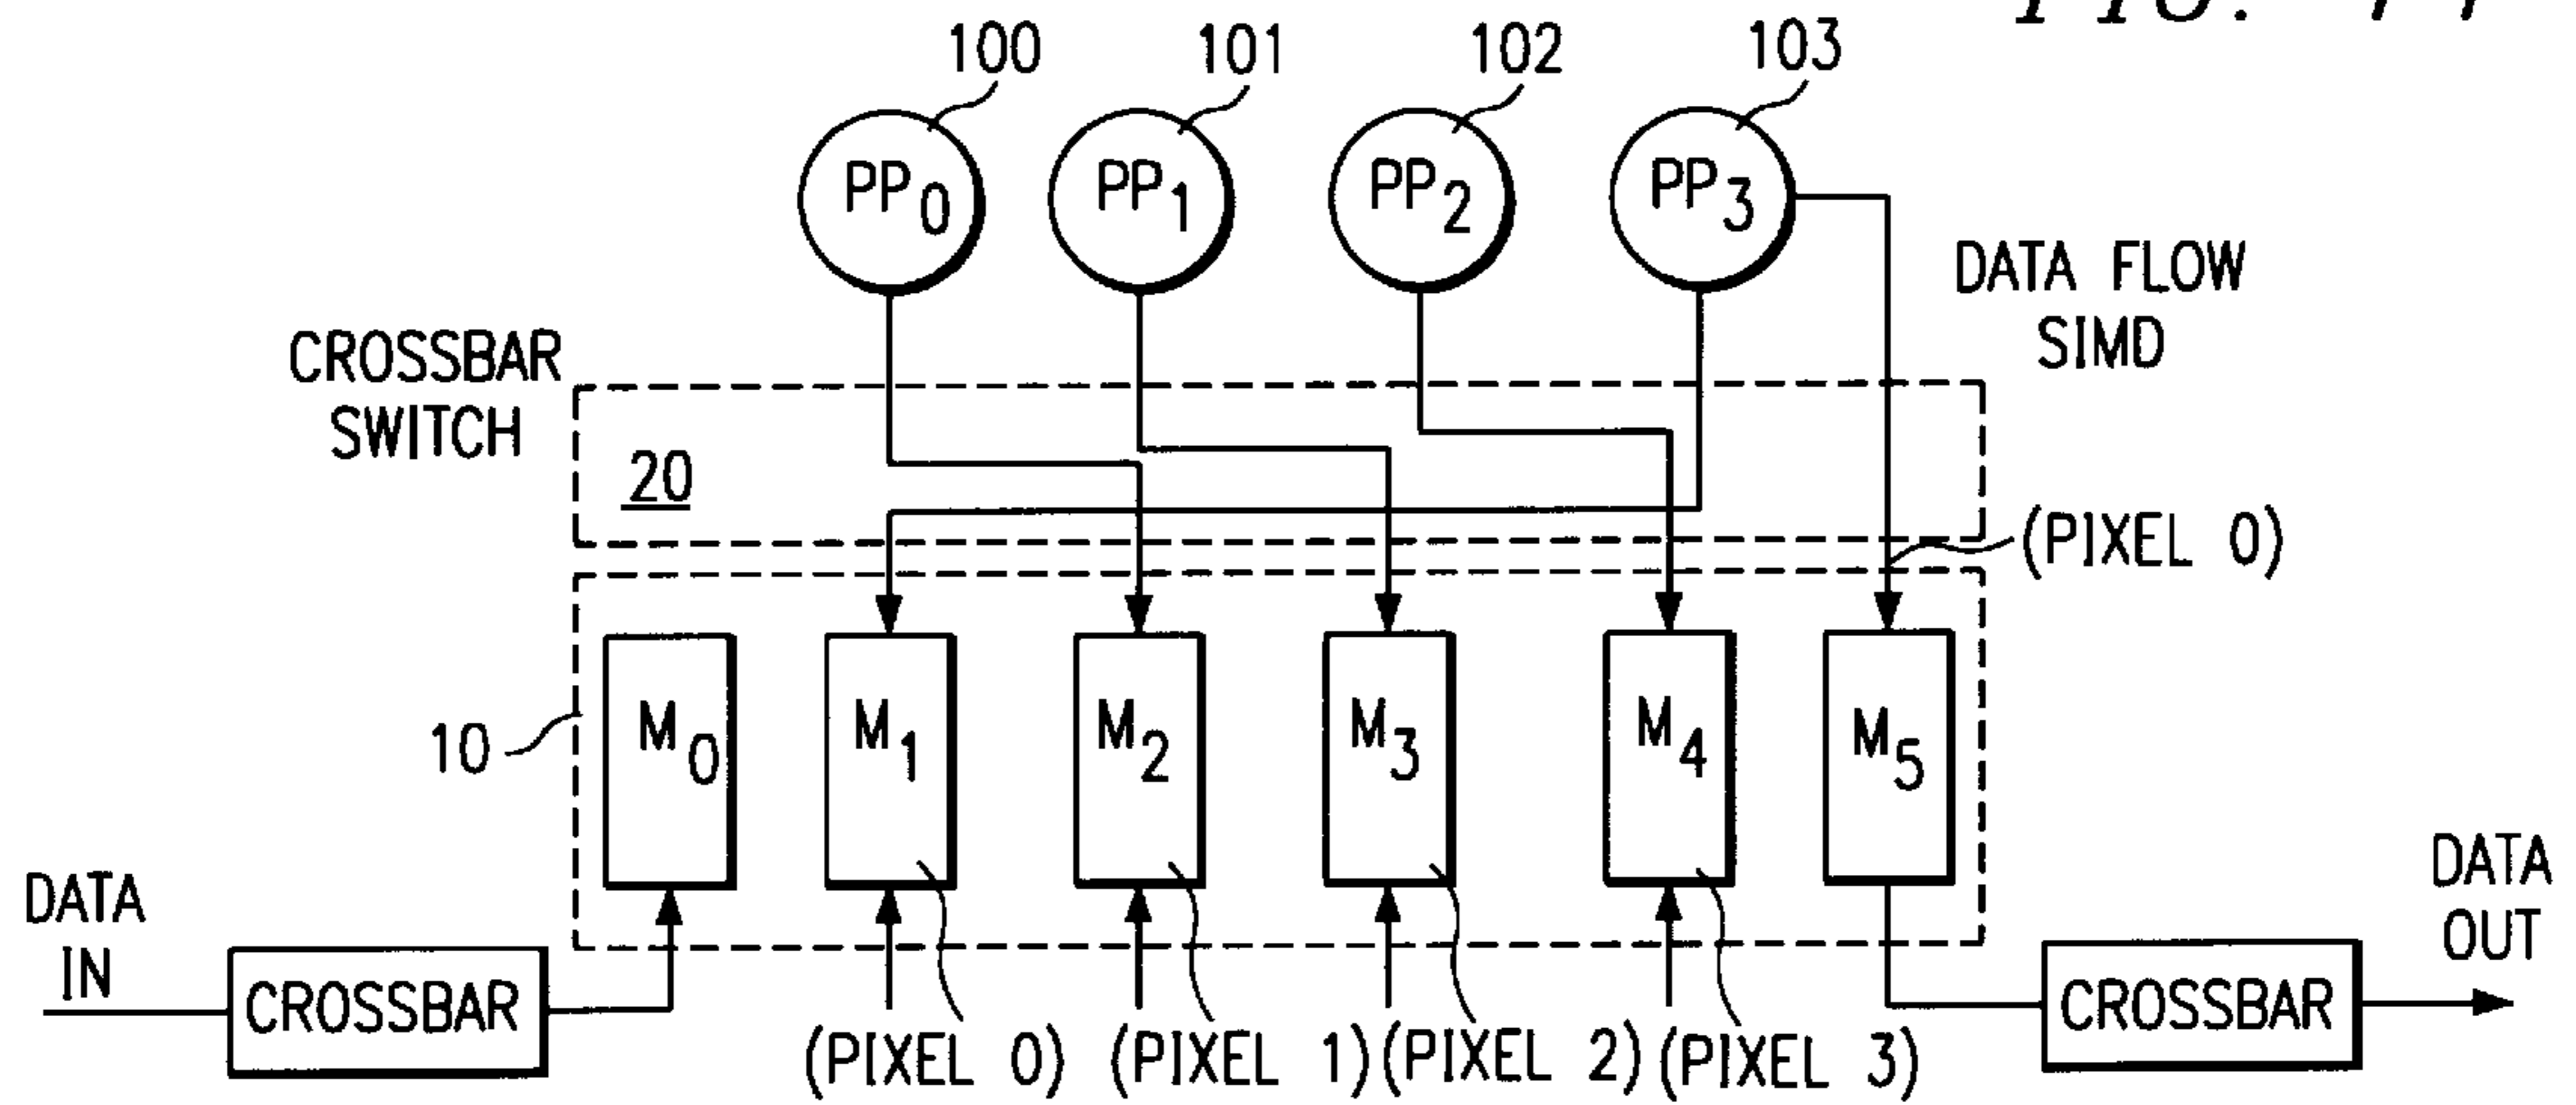 100
101
102
103
PP0
PP1
PP2
PP3
DATA FLOW
SIMD
CROSSBAR
SWITCH
20
(PIXEL 0)
10
M0
M1
M2
M3
M4
M5
DATA
IN
CROSSBAR
(PIXEL 0)
(PIXEL 1)
(PIXEL 2)
(PIXEL 3)
CROSSBAR
DATA
OUT